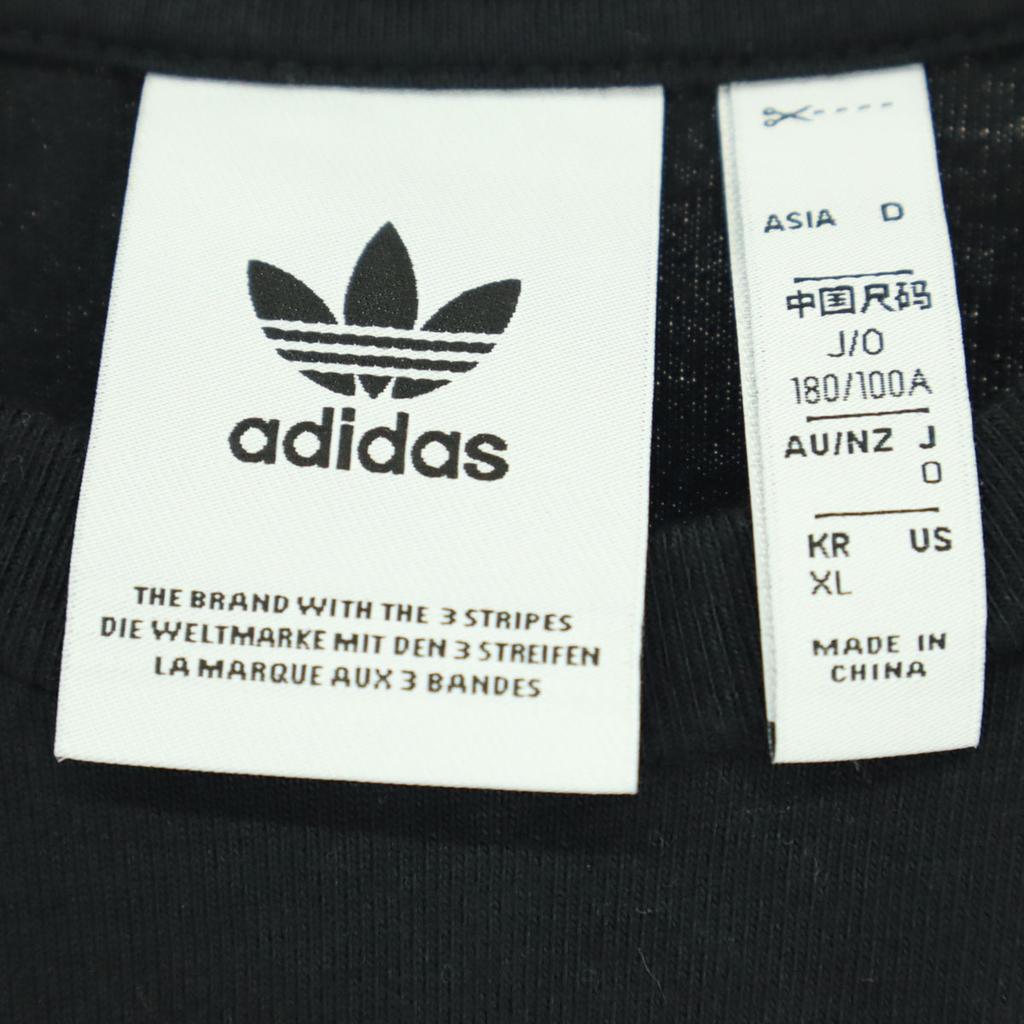 adidas
THE BRAND WITH THE 3 STRIPES
DIE WELTMARKE MIT DEN 3 STREIFEN
LA MARQUE AUX 3 BANDES
ASIA D
中国尺码
J/O
180/100A
AU/NZ J
O
KR US
XL
MADE IN
CHINA